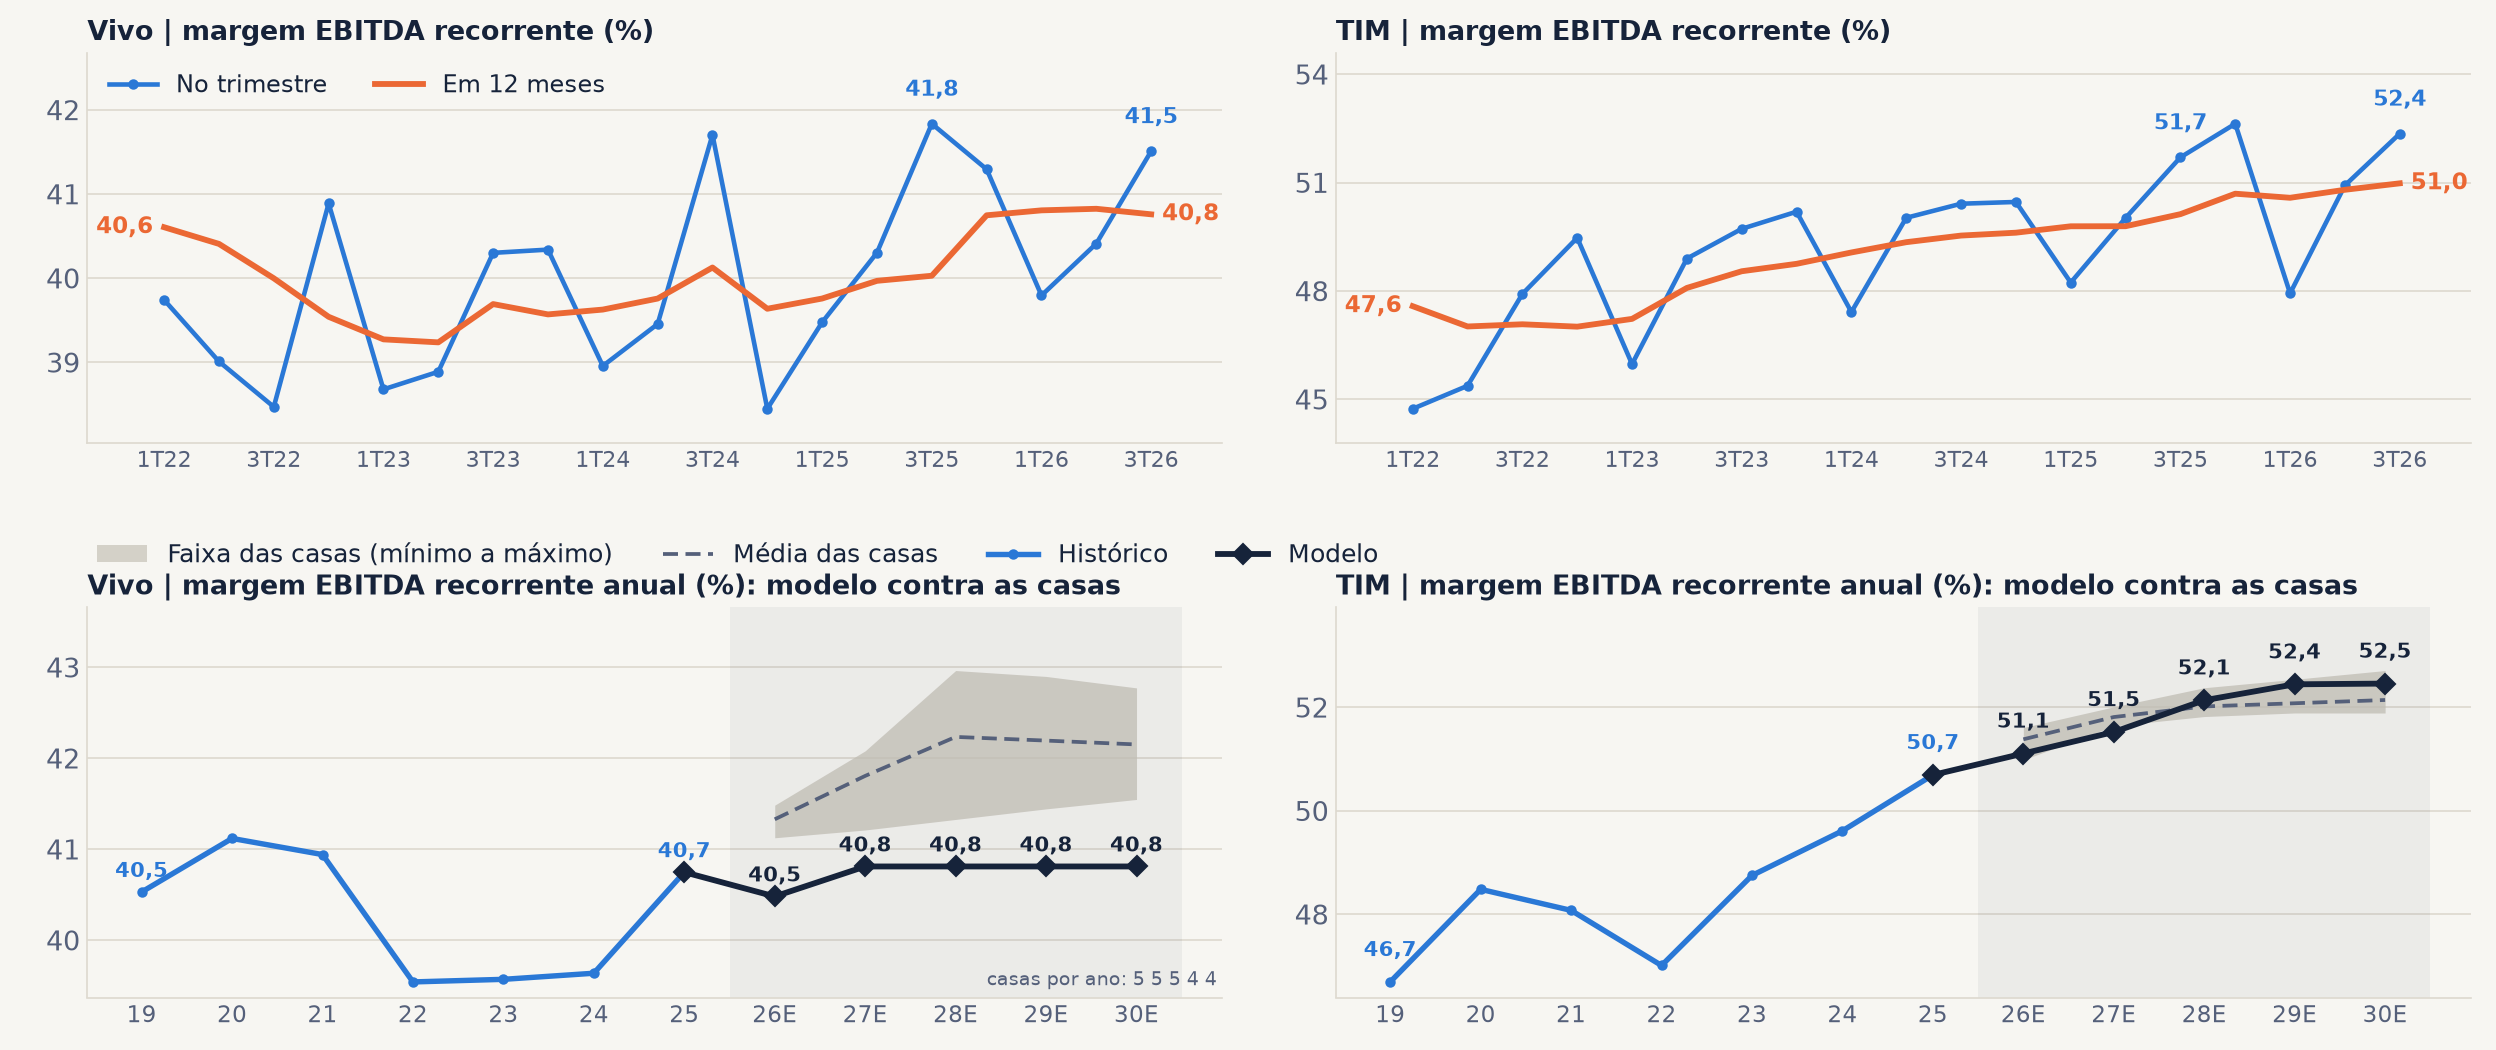 Vivo | margem EBITDA recorrente (%)
No trimestre
Em 12 meses
42
41
40
39
40,6
41,8
41,5
40,8
1T22 3T22 1T23 3T23 1T24 3T24 1T25 3T25 1T26 3T26
TIM | margem EBITDA recorrente (%)
54
51
48
45
47,6
51,7
52,4
51,0
1T22 3T22 1T23 3T23 1T24 3T24 1T25 3T25 1T26 3T26
Faixa das casas (mínimo a máximo)
Média das casas
Histórico
Modelo
Vivo | margem EBITDA recorrente anual (%): modelo contra as casas
43
42
41
40
40,5
40,7
40,5
40,8
40,8
40,8
40,8
casas por ano: 5 5 5 4 4
19 20 21 22 23 24 25 26E 27E 28E 29E 30E
TIM | margem EBITDA recorrente anual (%): modelo contra as casas
52
50
48
46,7
50,7
51,1
51,5
52,1
52,4
52,5
19 20 21 22 23 24 25 26E 27E 28E 29E 30E